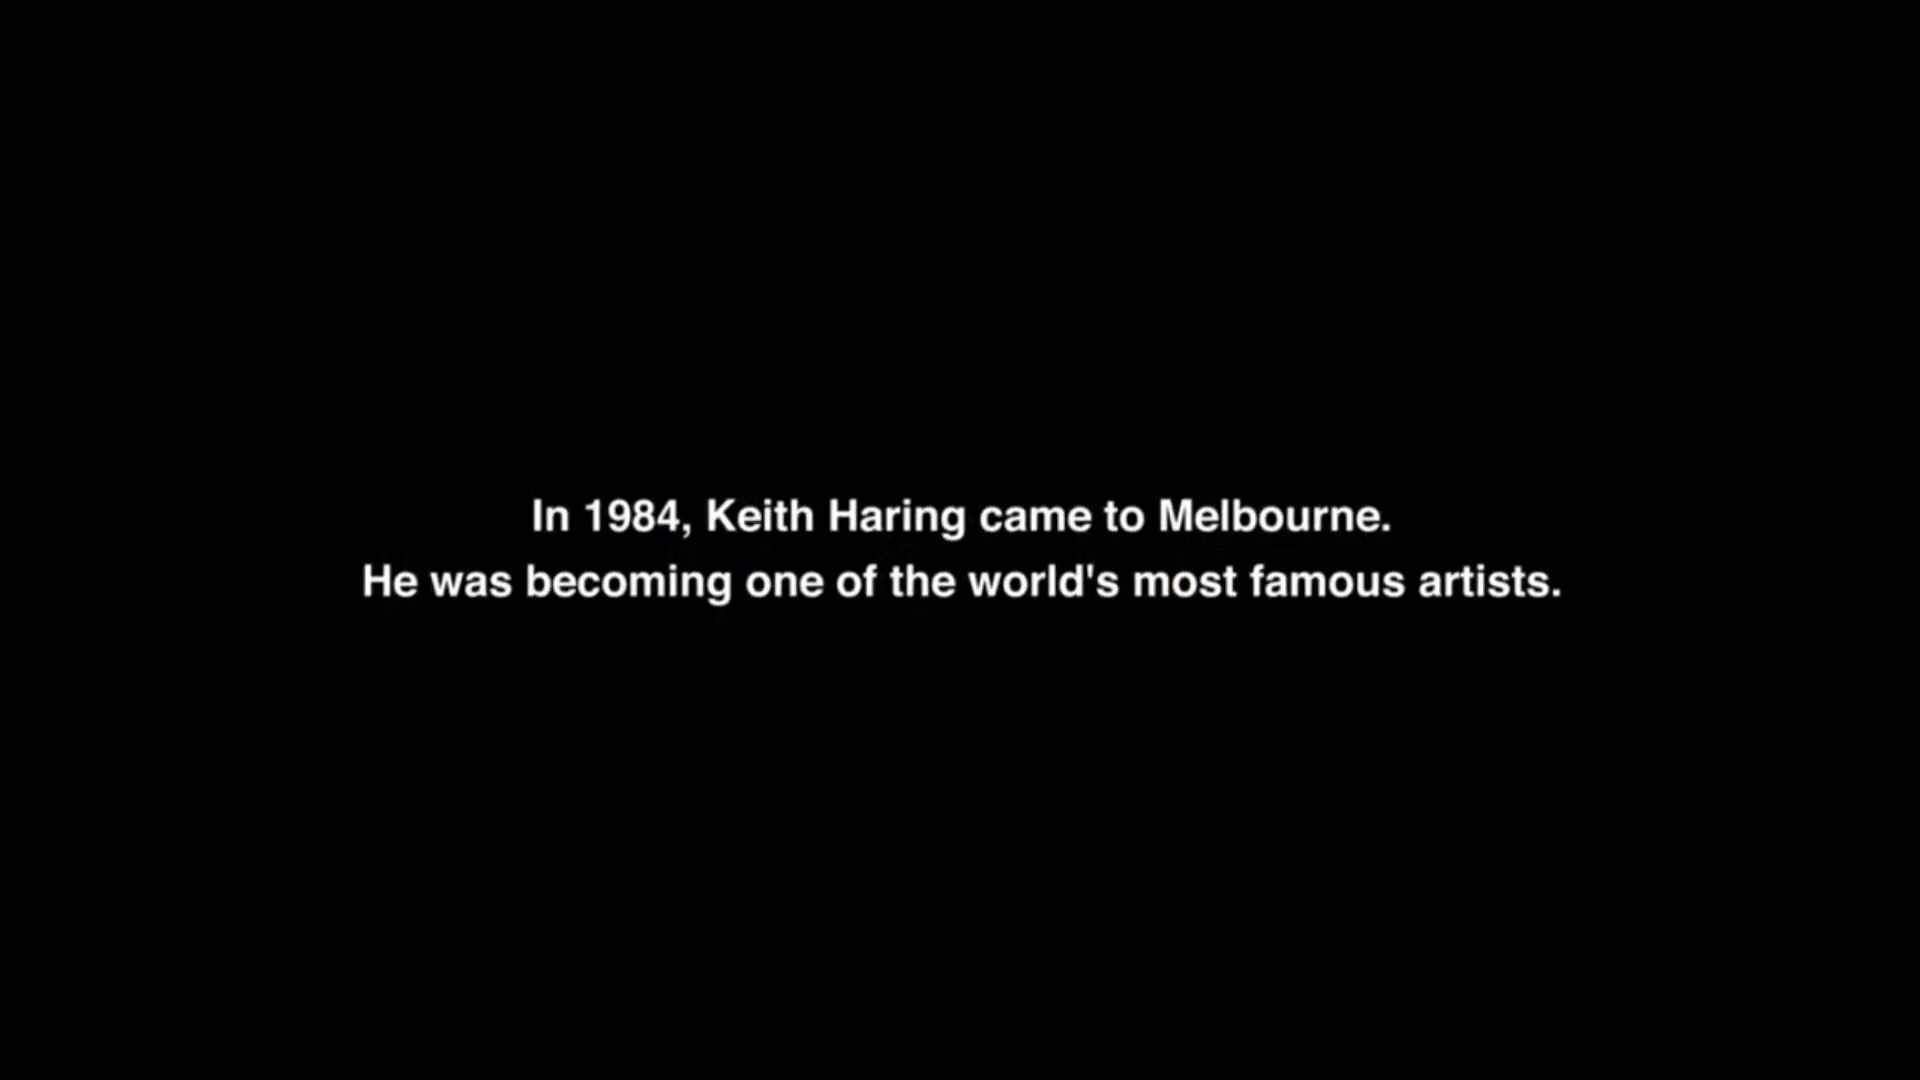 In 1984, Keith Haring came to Melbourne.
He was becoming one of the world's most famous artists.